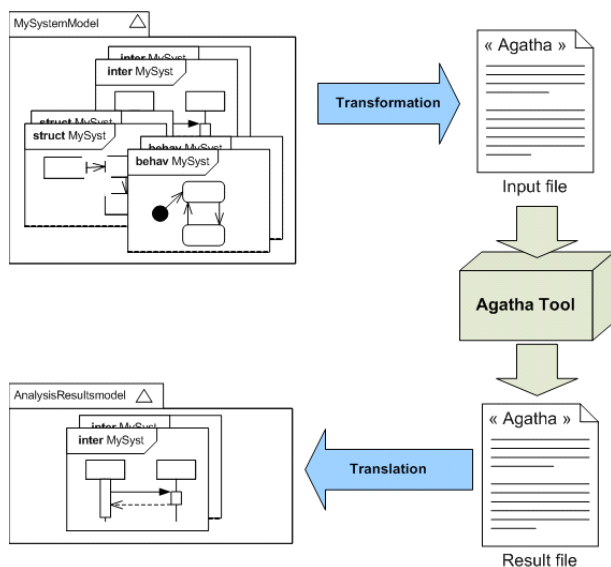 MySystemModel
inter MySyst
inter MySyst
struct MySyst
struct MySyst
behav MySyst
behav MySyst
Transformation
« Agatha »
Input file
Agatha Tool
AnalysisResultsmodel
inter MySyst
inter MySyst
Translation
« Agatha »
Result file